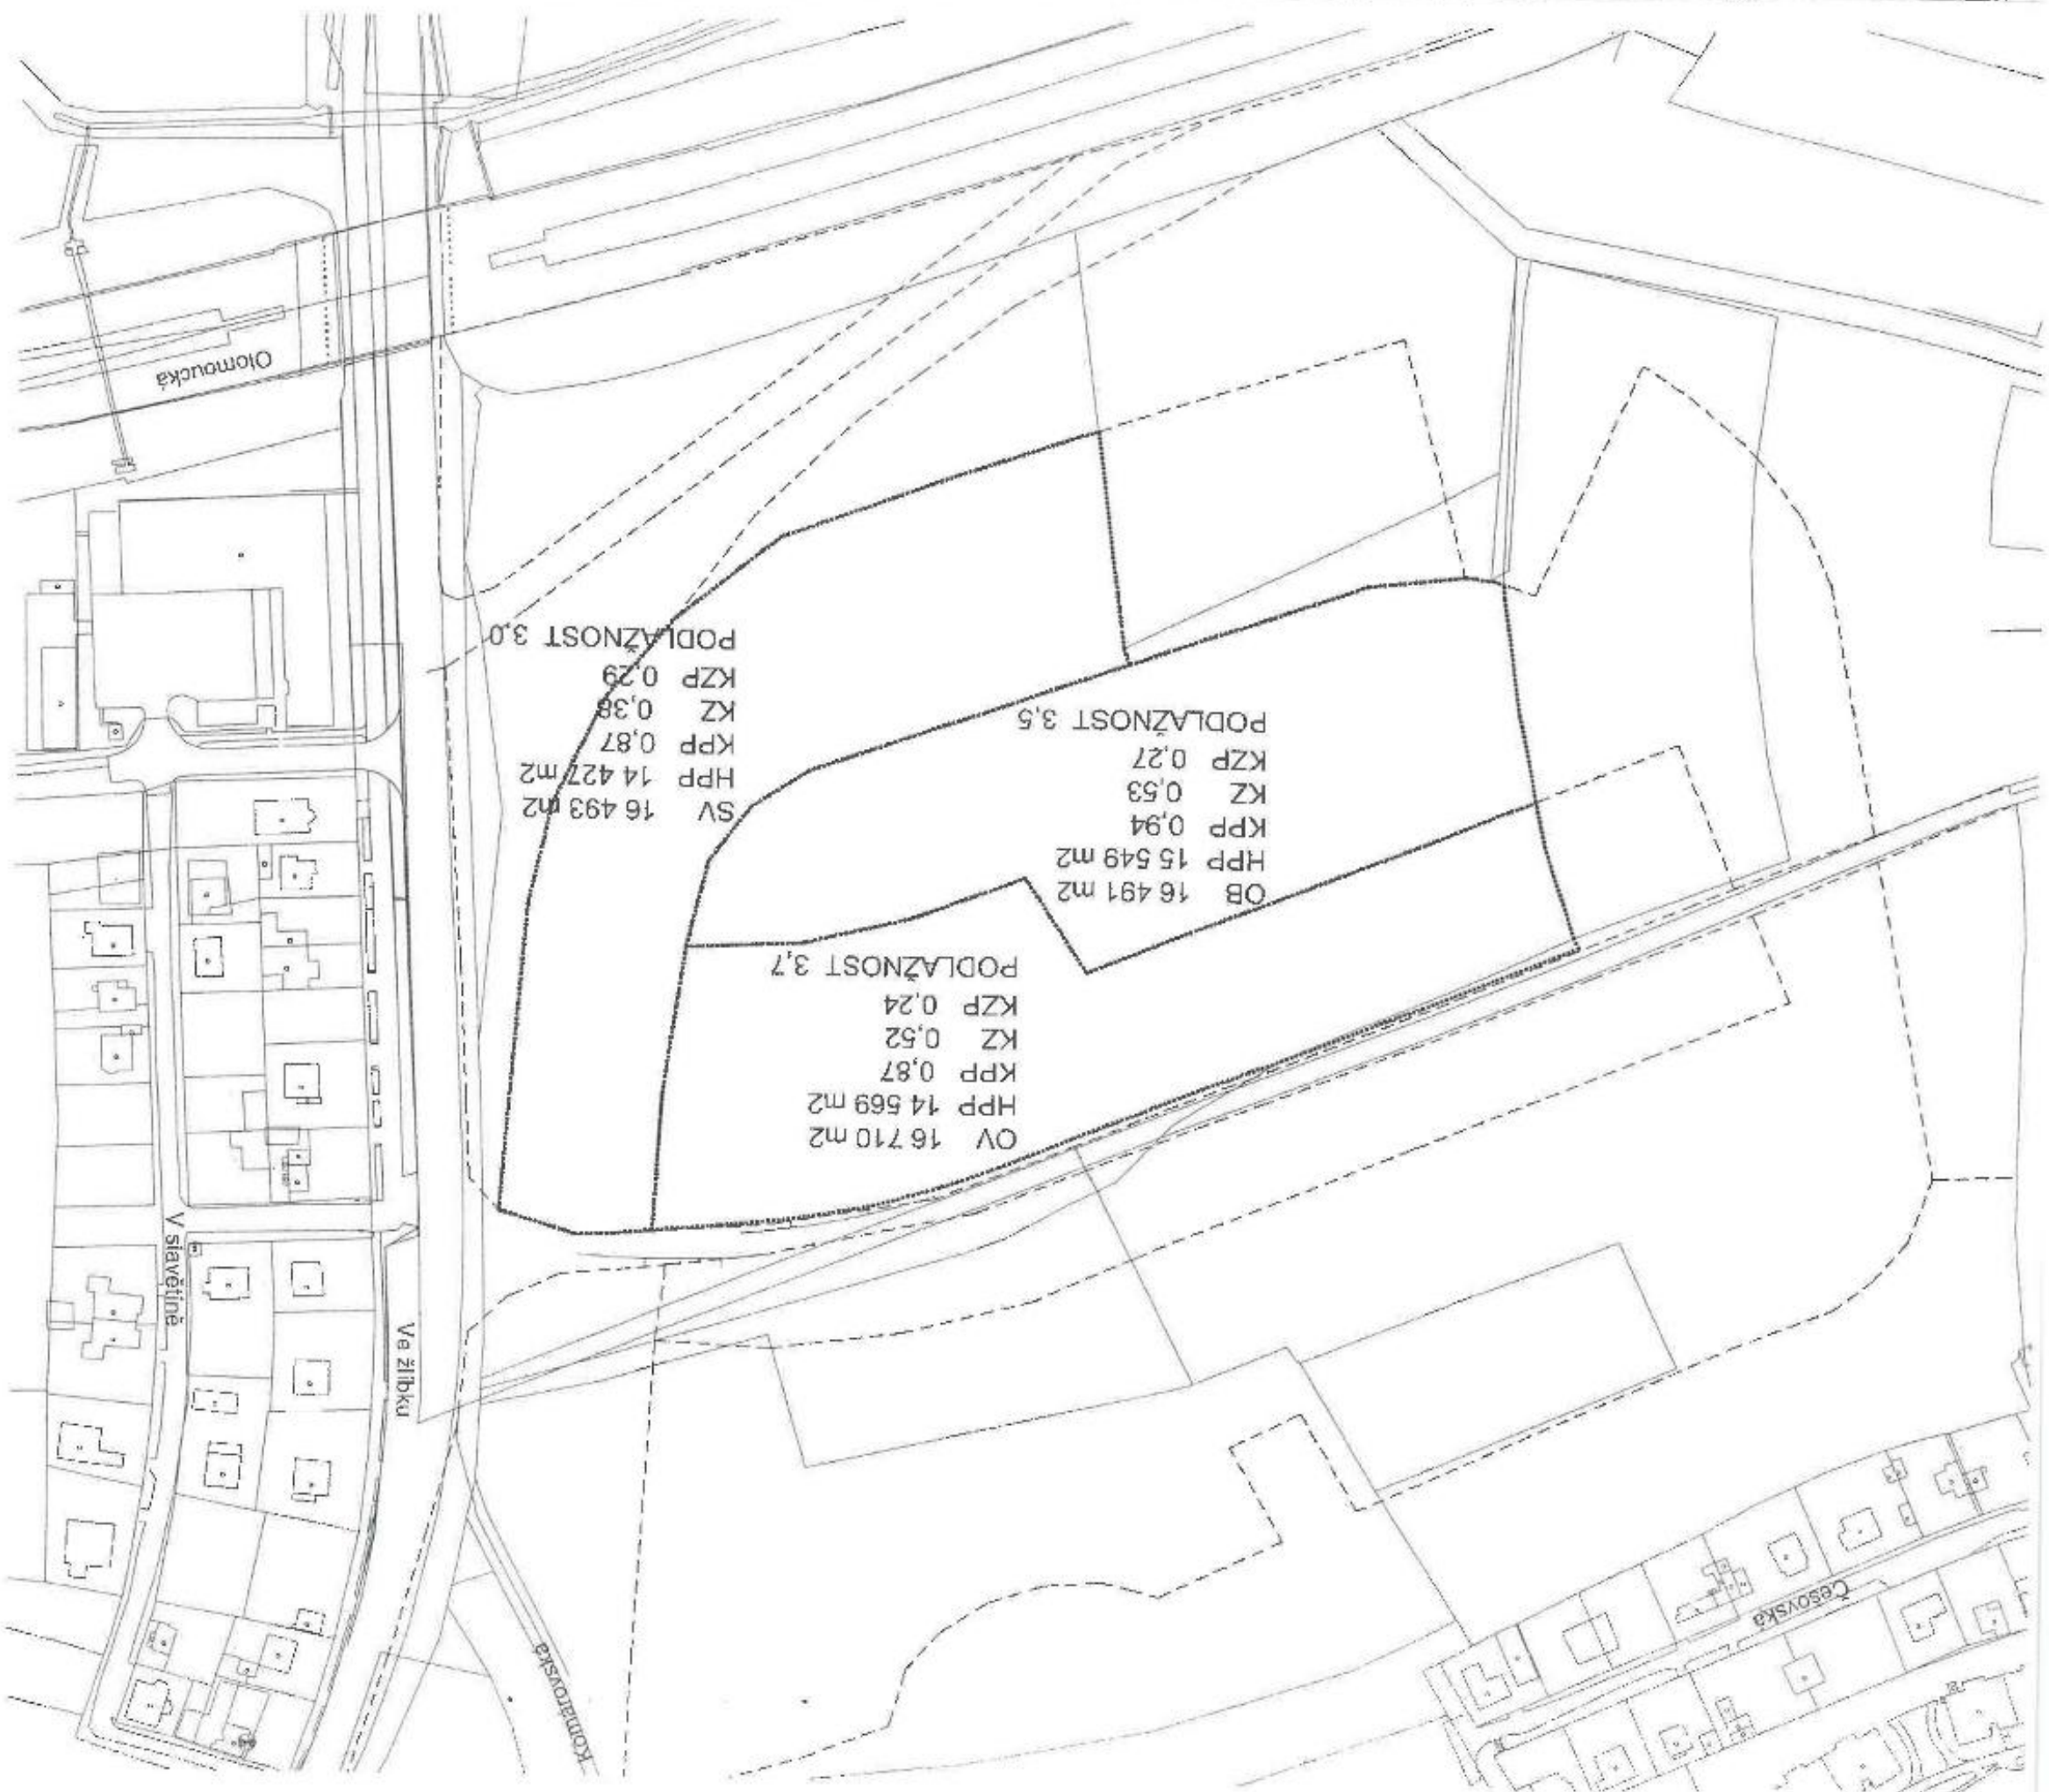 Češovská
Komárovská
Ve žlíbku
V slavětíně
OV 16 710 m2
HPP 14 569 m2
KPP 0,87
KZ 0,52
KZP 0,24
PODLAŽNOST 3,7
OB 16 491 m2
HPP 15 549 m2
KPP 0,94
KZ 0,53
KZP 0,27
PODLAŽNOST 3,5
SV 16 493 m2
HPP 14 427 m2
KPP 0,87
KZ 0,38
KZP 0,29
PODLAŽNOST 3,0
Olomoucká